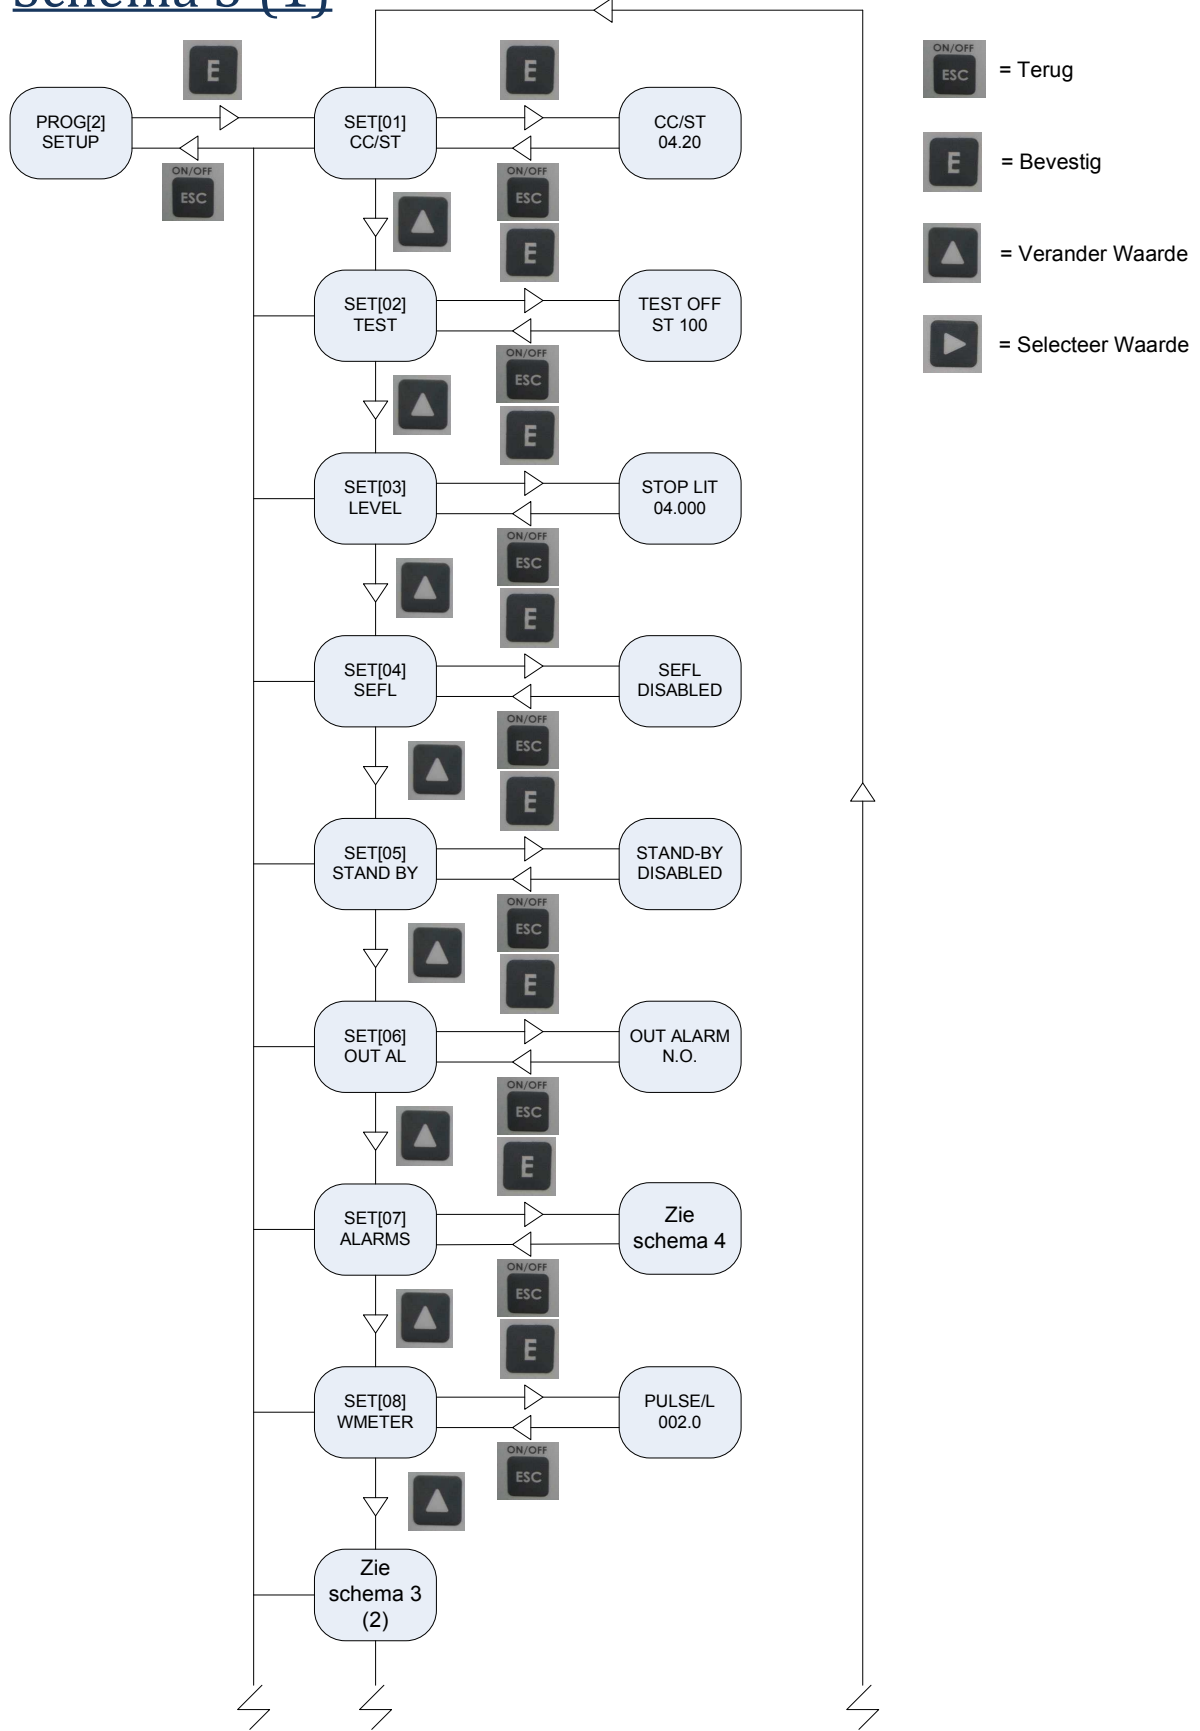 Schema 3 (1)
E
E
ON/OFF
ESC
= Terug
PROG[2]
SETUP
SET[01]
CC/ST
CC/ST
04.20
E
= Bevestig
ON/OFF
ESC
ON/OFF
ESC
E
= Verander Waarde
SET[02]
TEST
TEST OFF
ST 100
= Selecteer Waarde
ON/OFF
ESC
E
SET[03]
LEVEL
STOP LIT
04.000
ON/OFF
ESC
E
SET[04]
SEFL
SEFL
DISABLED
ON/OFF
ESC
E
SET[05]
STAND BY
STAND-BY
DISABLED
ON/OFF
ESC
E
SET[06]
OUT AL
OUT ALARM
N.O.
ON/OFF
ESC
E
SET[07]
ALARMS
Zie
schema 4
ON/OFF
ESC
E
SET[08]
WMETER
PULSE/L
002.0
ON/OFF
ESC
Zie
schema 3
(2)